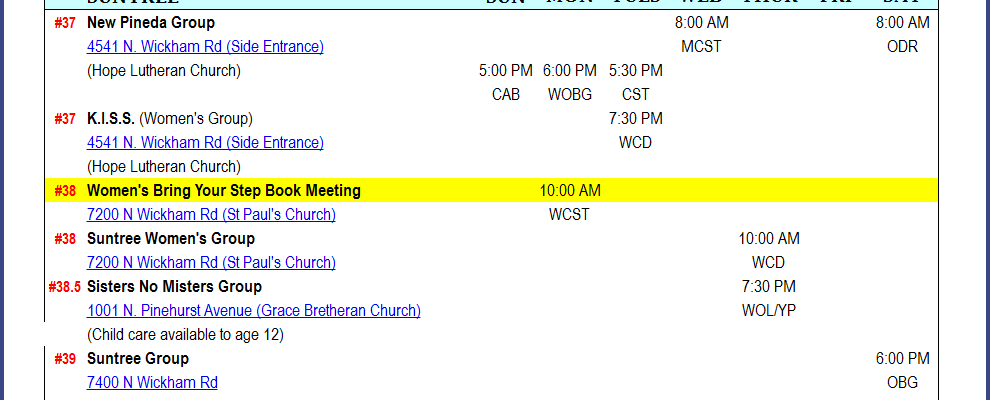 SUNTREE SUN MON TUES WED THUR FRI SAT
#37 New Pineda Group 8:00 AM 8:00 AM
4541 N. Wickham Rd (Side Entrance) MCST ODR
(Hope Lutheran Church) 5:00 PM 6:00 PM 5:30 PM
CAB WOBG CST
#37 K.I.S.S. (Women's Group) 7:30 PM
4541 N. Wickham Rd (Side Entrance) WCD
(Hope Lutheran Church)
#38 Women's Bring Your Step Book Meeting 10:00 AM
7200 N Wickham Rd (St Paul's Church) WCST
#38 Suntree Women's Group 10:00 AM
7200 N Wickham Rd (St Paul's Church) WCD
#38.5 Sisters No Misters Group 7:30 PM
1001 N. Pinehurst Avenue (Grace Bretheran Church) WOL/YP
(Child care available to age 12)
#39 Suntree Group 6:00 PM
7400 N Wickham Rd OBG